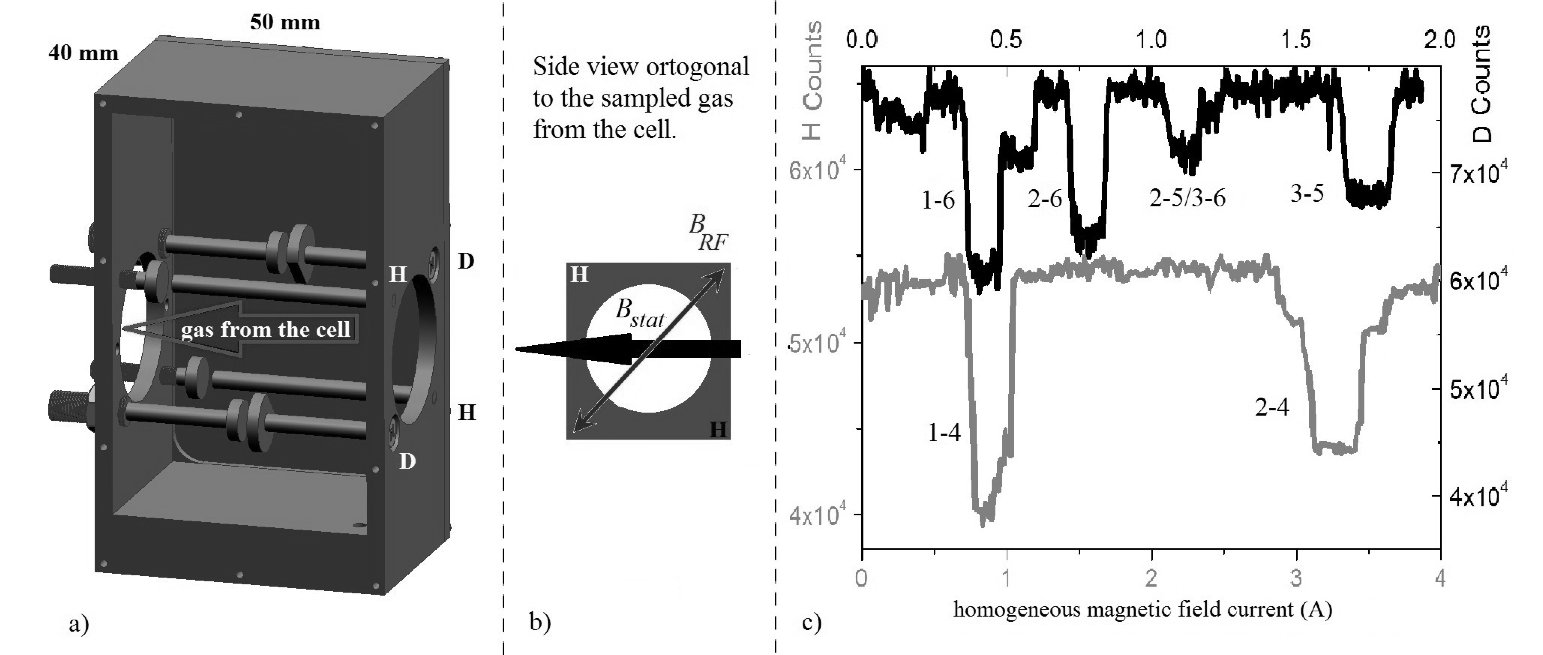 50 mm
40 mm
H
D
gas from the cell
H
D
a)
Side view ortogonal
to the sampled gas
from the cell.
B RF
H
B stat
H
b)
0.0 0.5 1.0 1.5 2.0
H Counts
D Counts
6x10^4
5x10^4
4x10^4
7x10^4
6x10^4
5x10^4
4x10^4
1-6
2-6
2-5/3-6
3-5
1-4
2-4
0 1 2 3 4
homogeneous magnetic field current (A)
c)